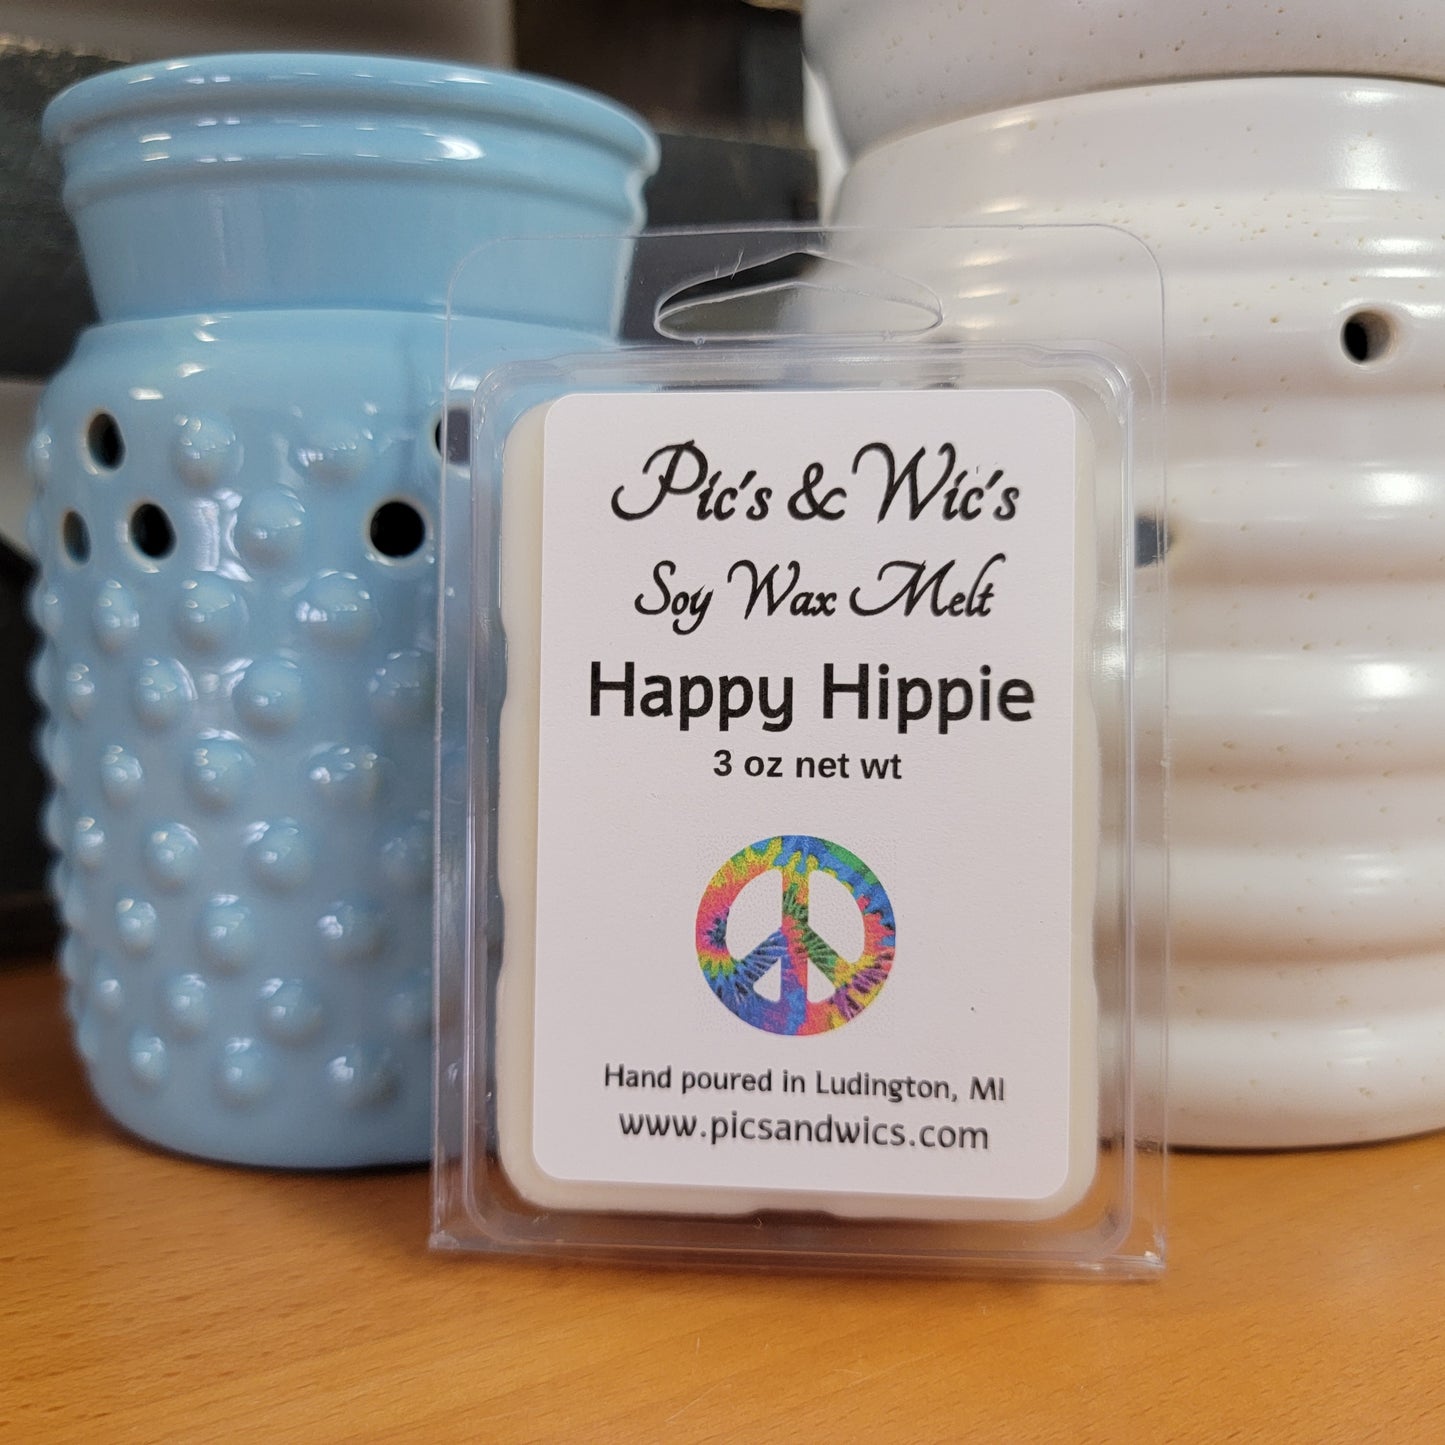 Pic's & Wic's
Soy Wax Melt
Happy Hippie
3 oz net wt
Hand poured in Ludington, MI
www.picsandwics.com